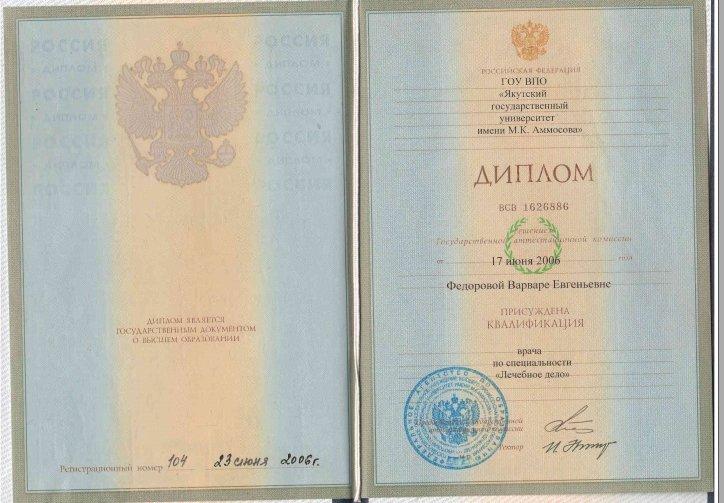 ДИПЛОМ ЯВЛЯЕТСЯ
ГОСУДАРСТВЕННЫМ ДОКУМЕНТОМ
О ВЫСШЕМ ОБРАЗОВАНИИ
Регистрационный номер 104 23 июня 2006г.
РОССИЙСКАЯ ФЕДЕРАЦИЯ
ГОУ ВПО
«Якутский
государственный
университет
имени М.К. Аммосова»
ДИПЛОМ
ВСВ 1626886
Решением
Государственной аттестационной комиссии
от 17 июня 2006 года
Федоровой Варваре Евгеньевне
ПРИСУЖДЕНА
КВАЛИФИКАЦИЯ
врача
по специальности
«Лечебное дело»